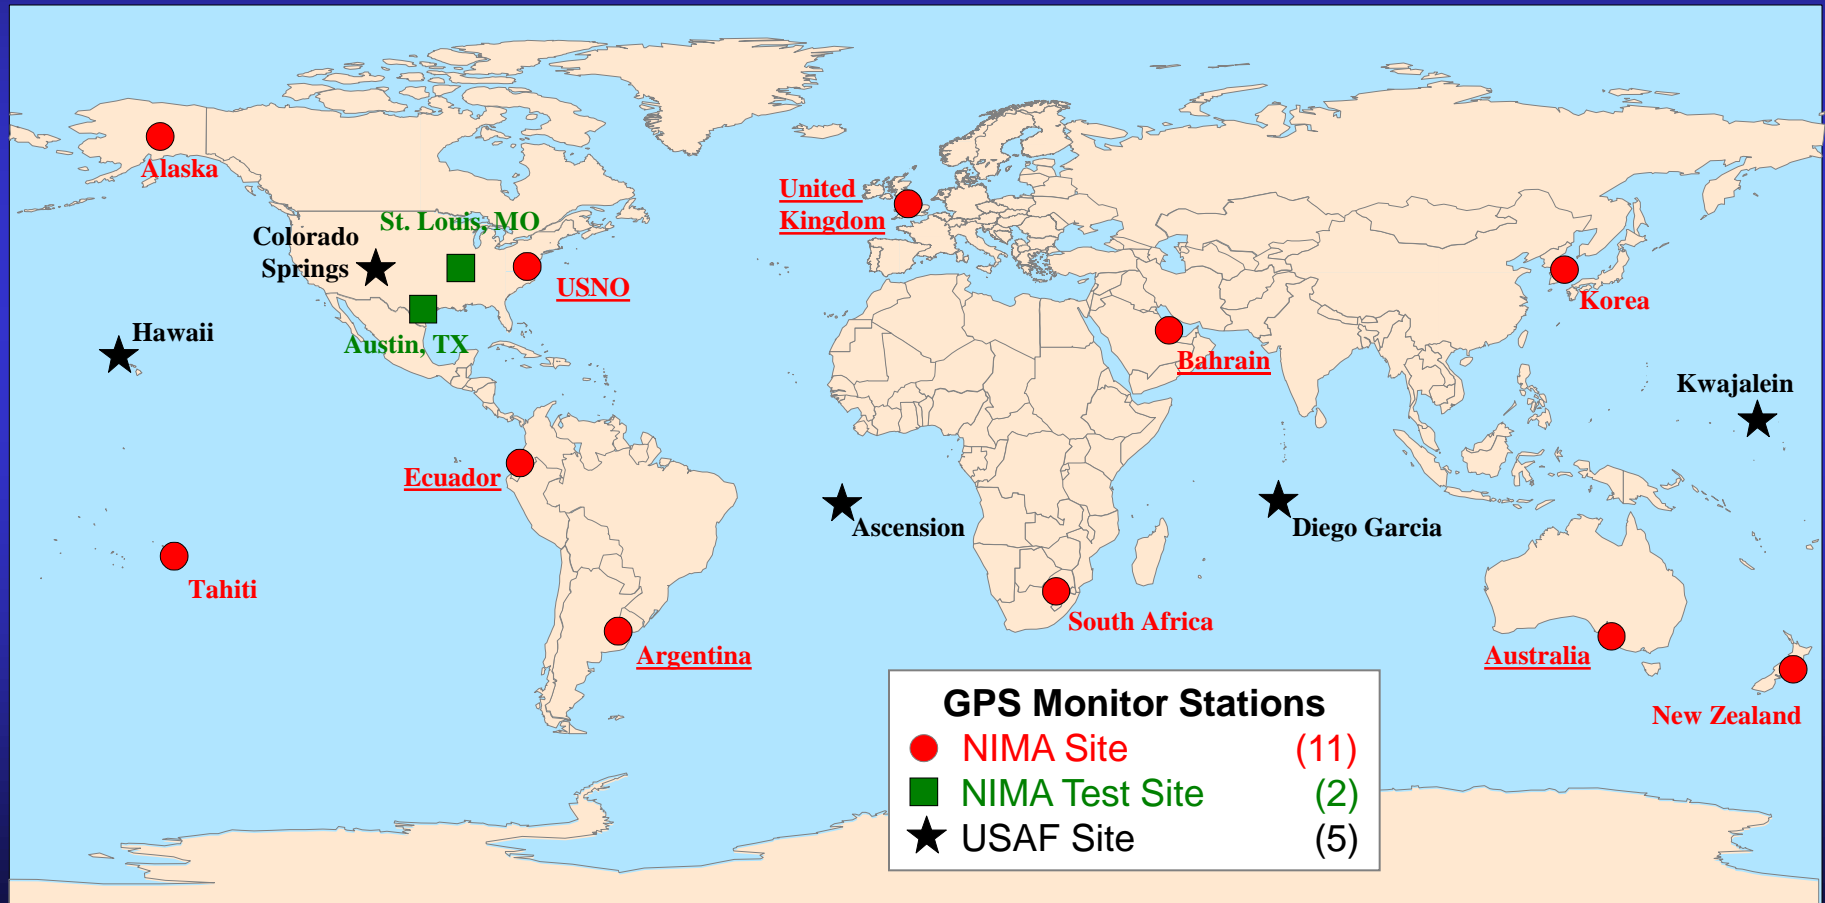 Alaska
United
Kingdom
St. Louis, MO
Colorado
Springs
USNO
Korea
Hawaii
Austin, TX
Bahrain
Kwajalein
Ecuador
Ascension
Diego Garcia
Tahiti
South Africa
Argentina
Australia
New Zealand
GPS Monitor Stations
NIMA Site (11)
NIMA Test Site (2)
USAF Site (5)